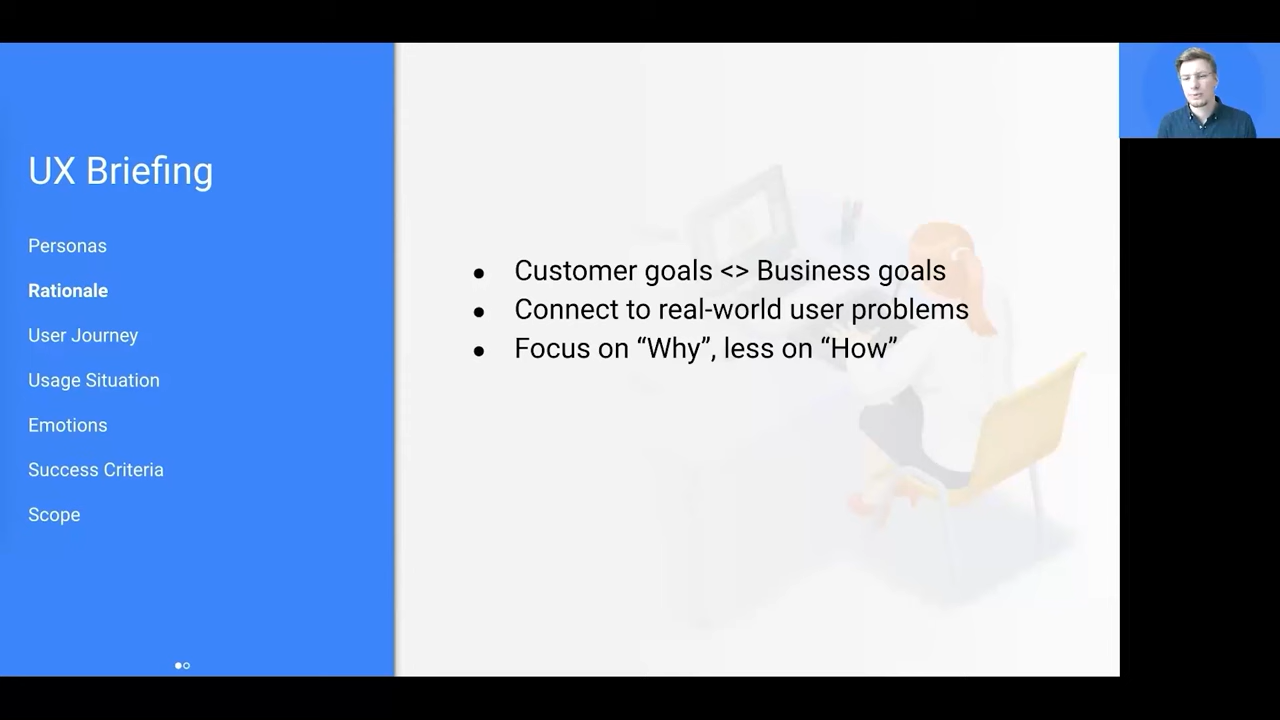 UX Briefing
Personas
Rationale
User Journey
Usage Situation
Emotions
Success Criteria
Scope
● Customer goals <> Business goals
● Connect to real-world user problems
● Focus on “Why”, less on “How”